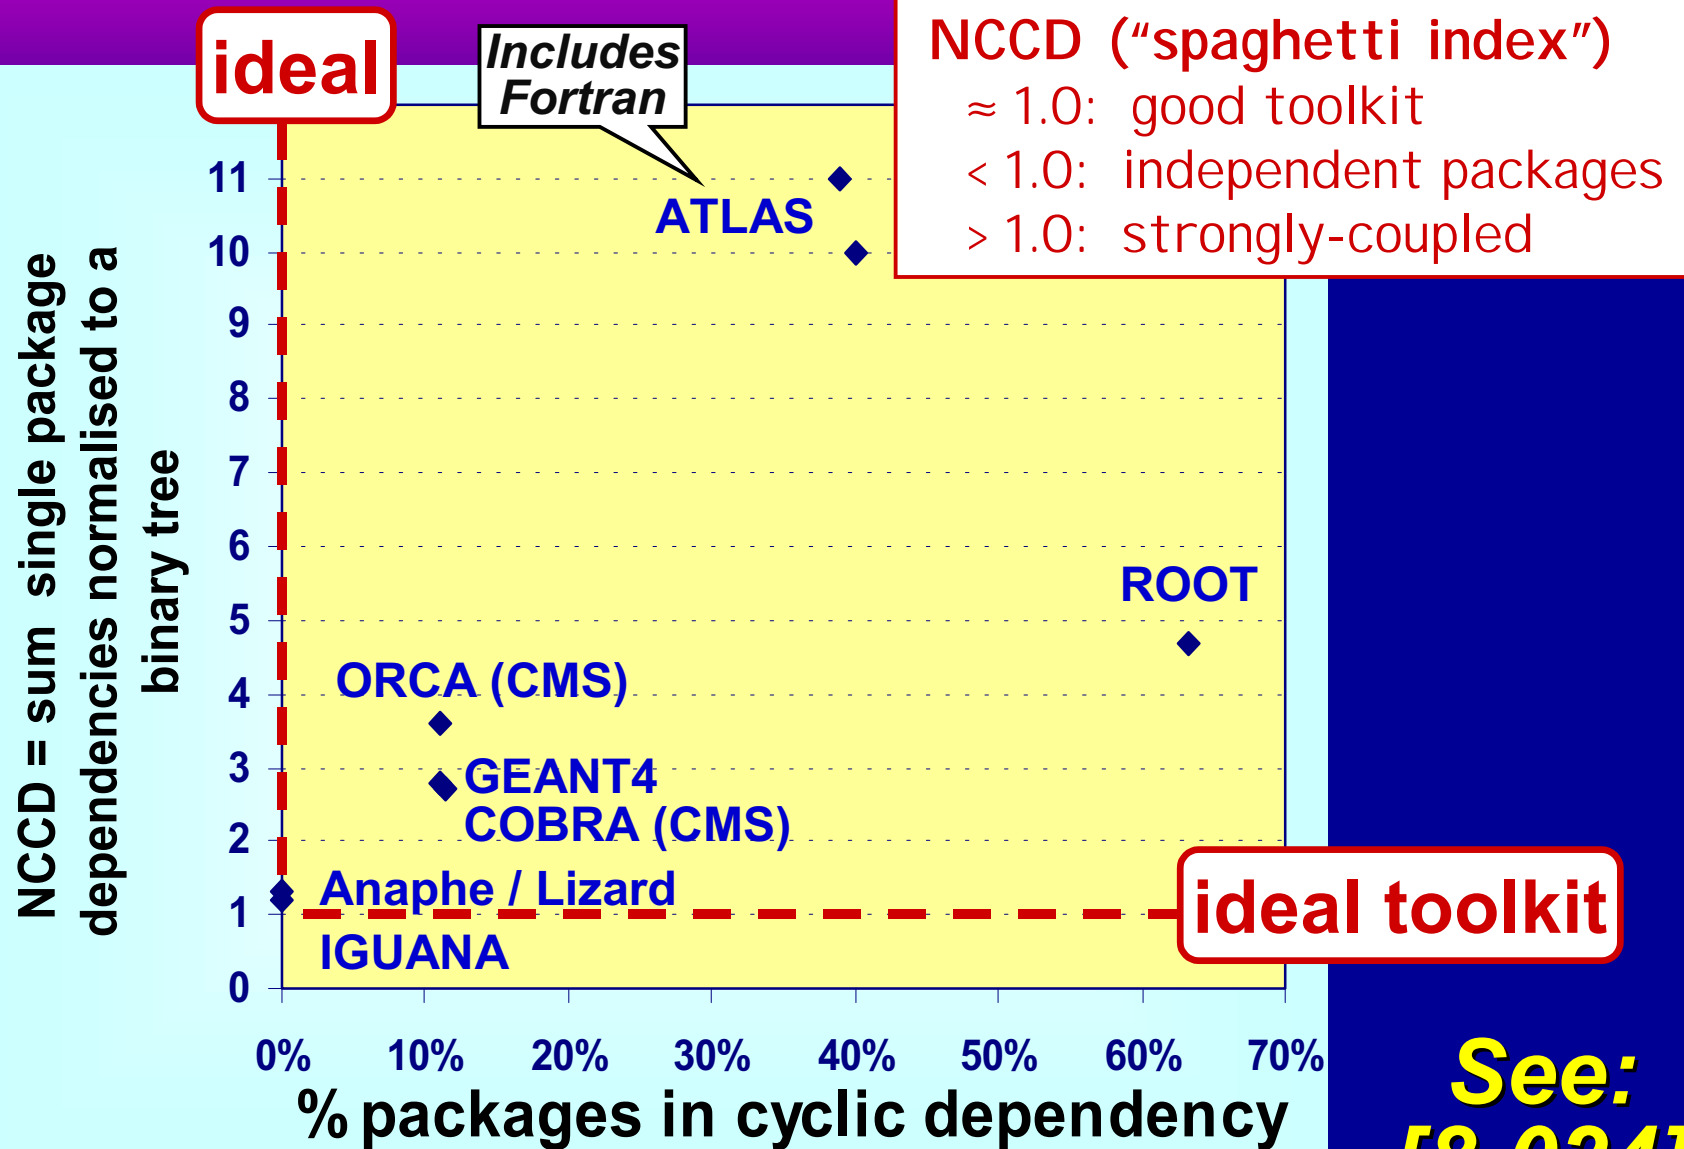 ideal
Includes
Fortran
NCCD (“spaghetti index”)
≈ 1.0: good toolkit
< 1.0: independent packages
> 1.0: strongly-coupled
NCCD = sum single package
dependencies normalised to a
binary tree
11
10
9
8
7
6
5
4
3
2
1
0
ATLAS
ROOT
ORCA (CMS)
GEANT4
COBRA (CMS)
Anaphe / Lizard
IGUANA
ideal toolkit
0% 10% 20% 30% 40% 50% 60% 70%
% packages in cyclic dependency
See:
[8-024]